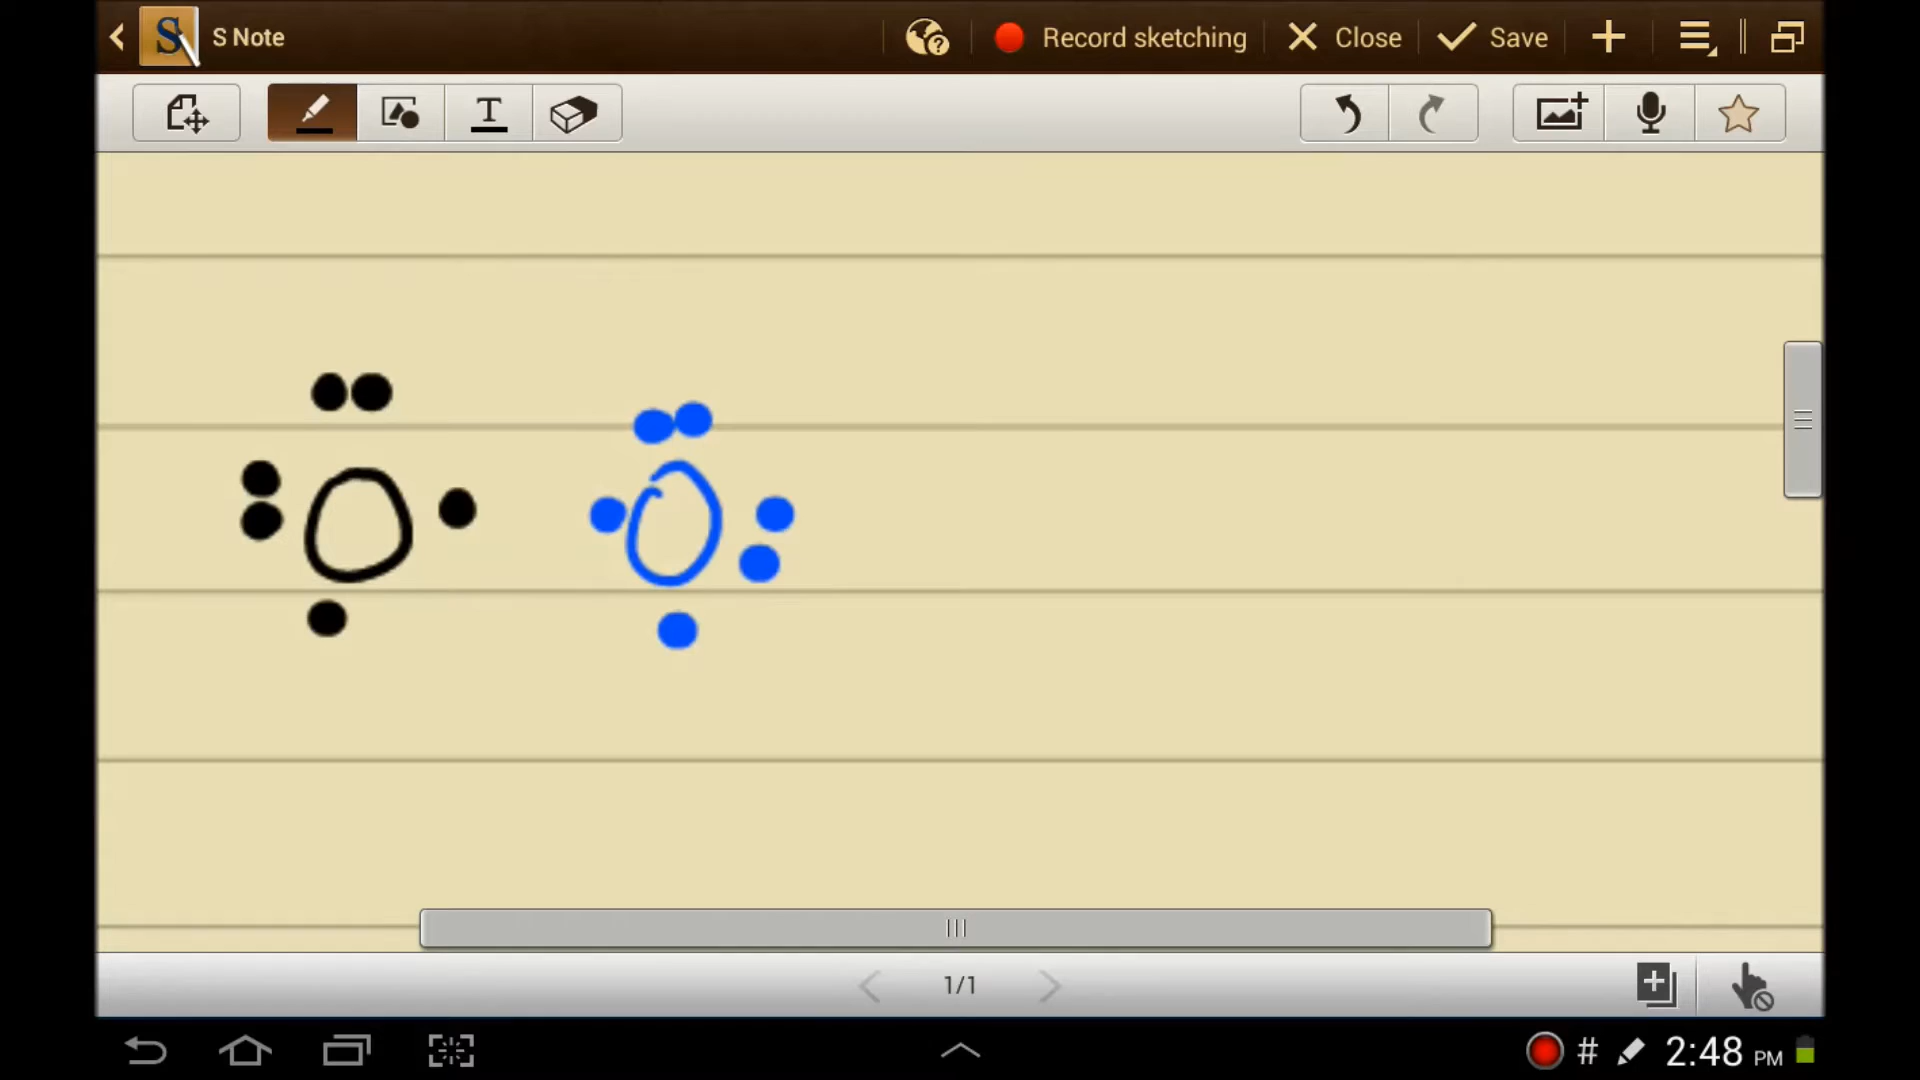 S Note
Record sketching
Close
Save
T
O O
1/1
# 2:48 PM